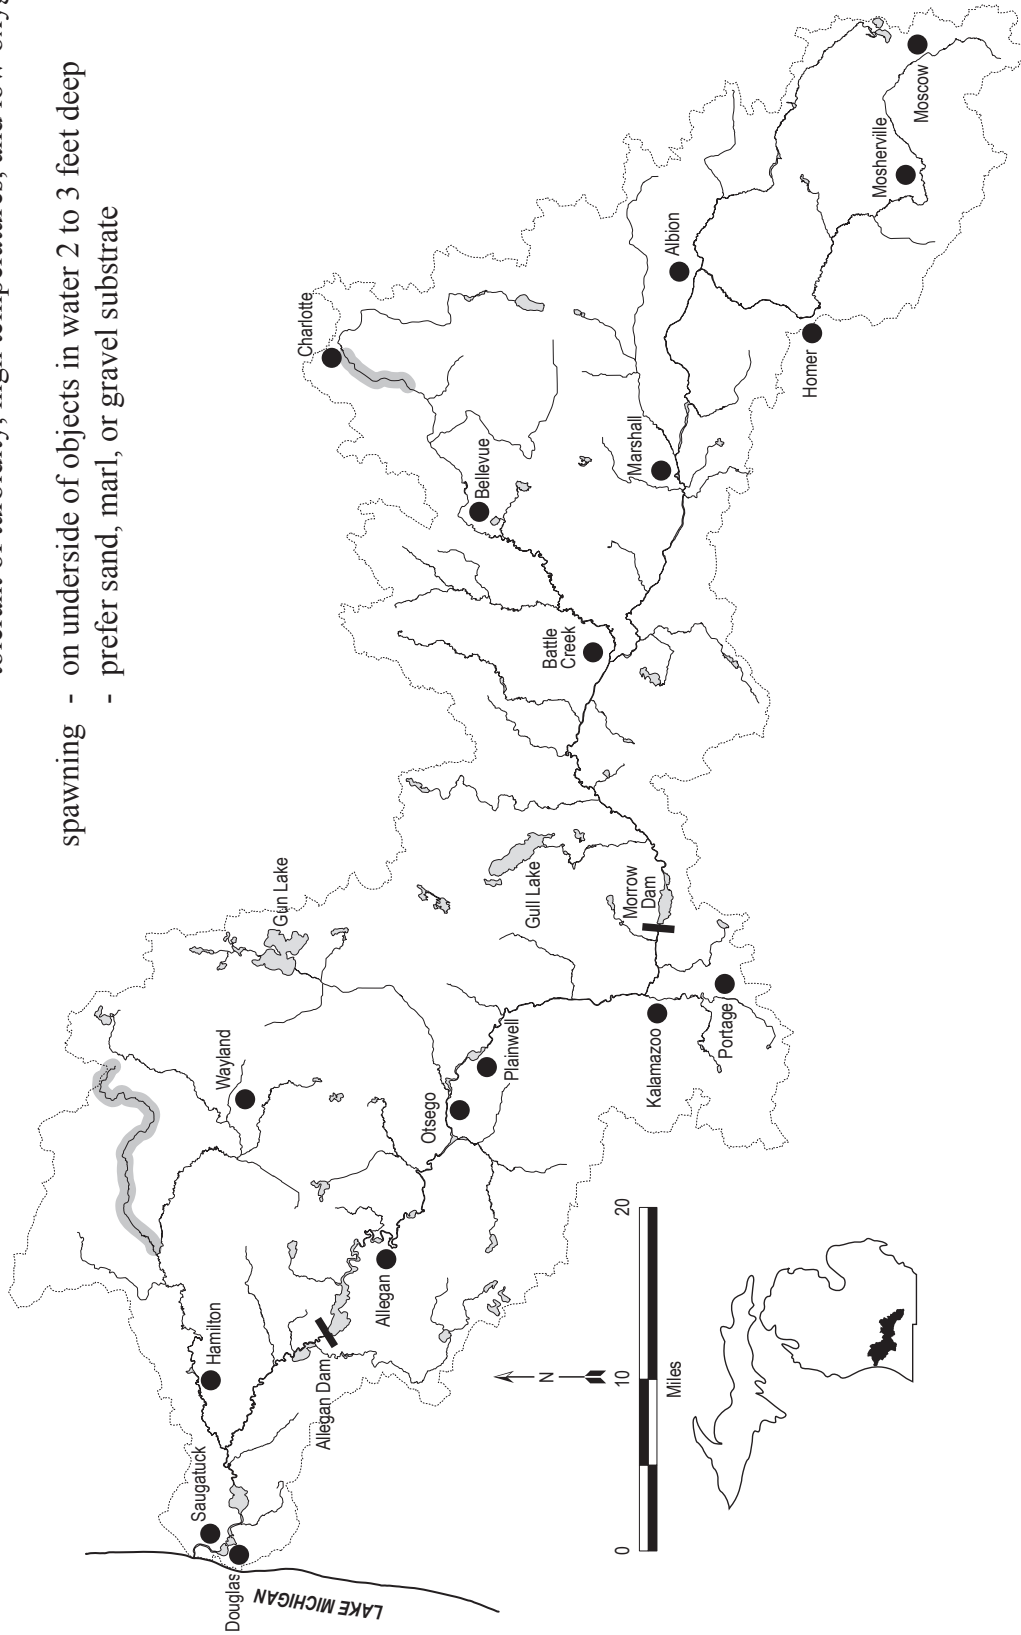 tolerant of turbidity, high temperatures, and low
spawning - on underside of objects in water 2 to 3 feet deep
- prefer sand, marl, or gravel substrate
Saugatuck
Douglas
LAKE MICHIGAN
Hamilton
Allegan Dam
Allegan
Wayland
Otsego
Plainwell
Gun Lake
Gull Lake
Morrow
Dam
Kalamazoo
Portage
Battle
Creek
Bellevue
Charlotte
Marshall
Albion
Homer
Mosherville
Moscow
N
0 10 20
Miles